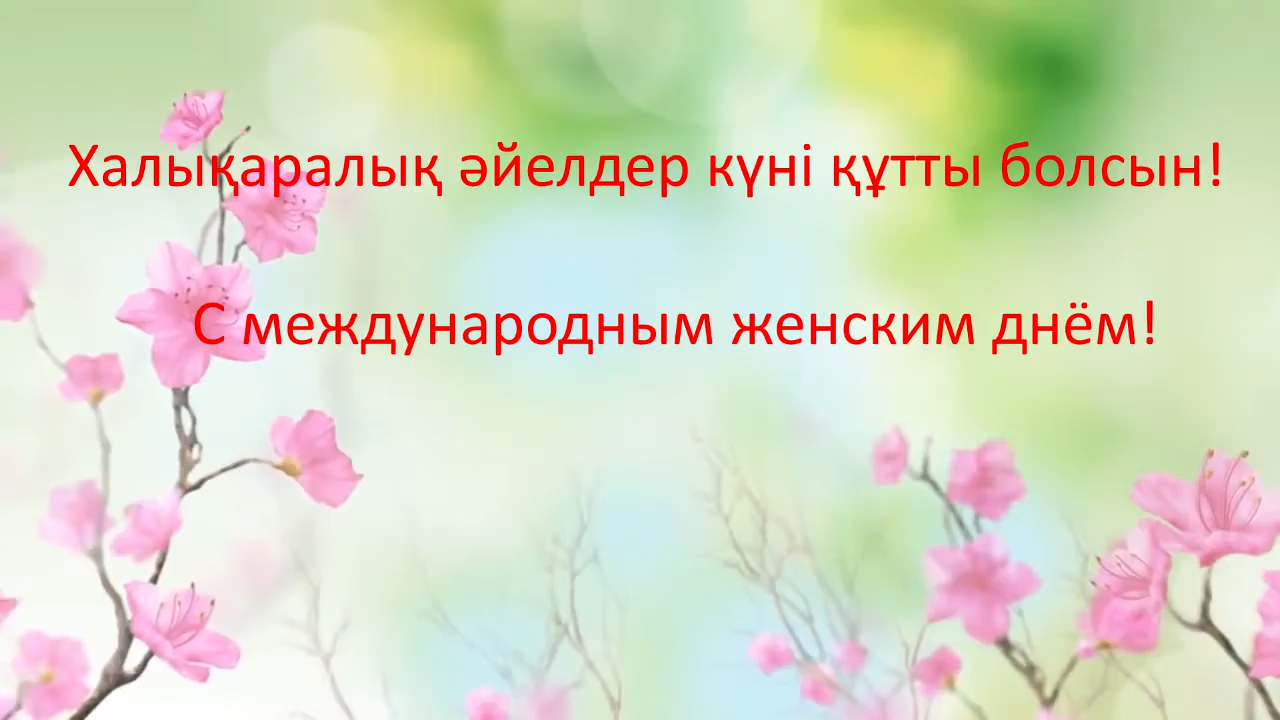 Халықаралық әйелдер күні құтты болсын!
С международным женским днём!